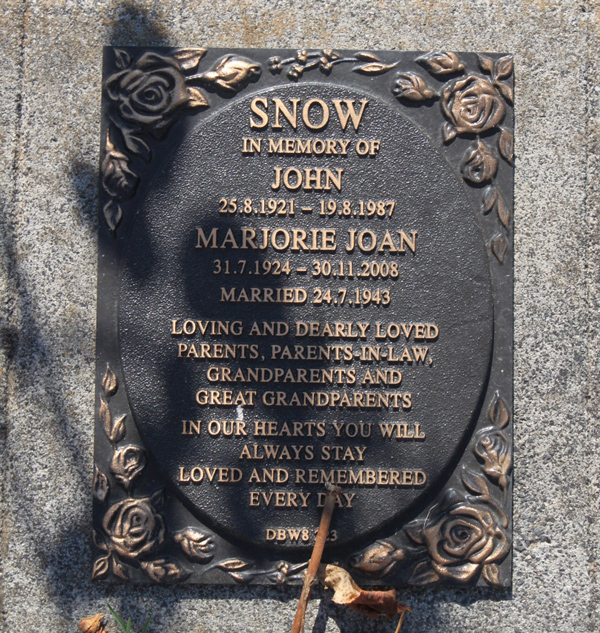 SNOW
IN MEMORY OF
JOHN
25.8.1921 – 19.8.1987
MARJORIE JOAN
31.7.1924 – 30.11.2008
MARRIED 24.7.1943
LOVING AND DEARLY LOVED
PARENTS, PARENTS-IN-LAW,
GRANDPARENTS AND
GREAT GRANDPARENTS
IN OUR HEARTS YOU WILL
ALWAYS STAY
LOVED AND REMEMBERED
EVERY DAY